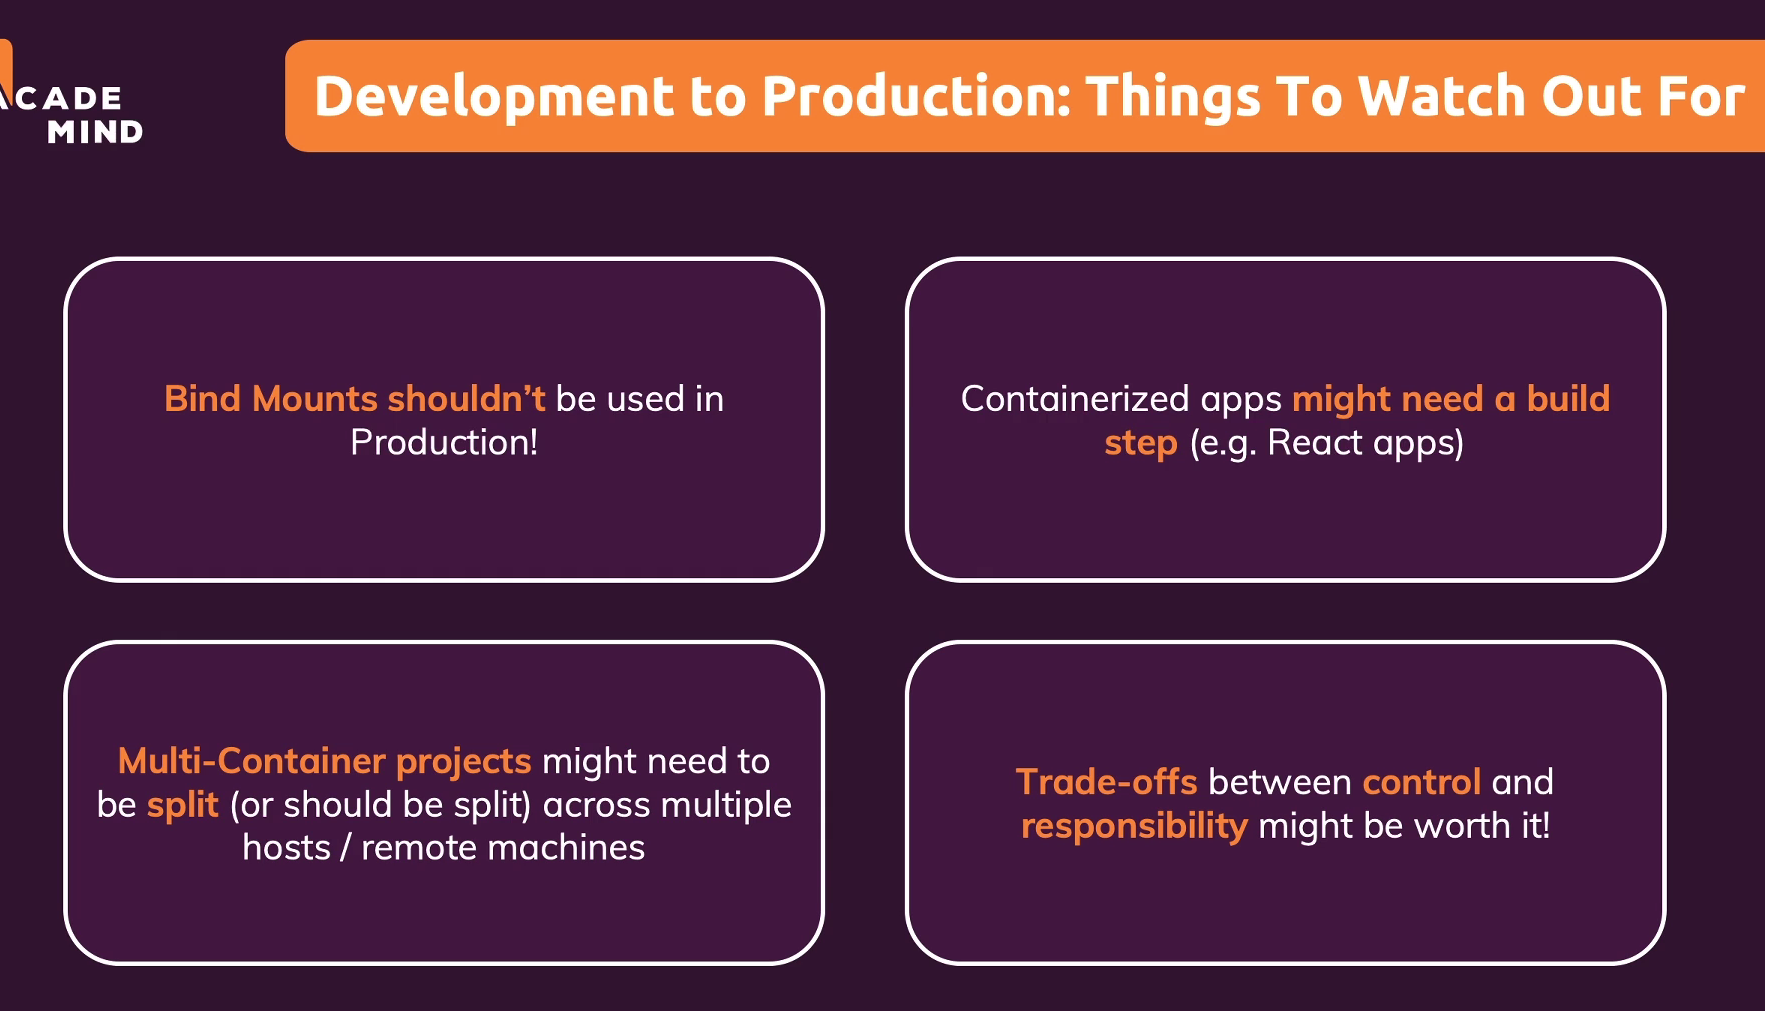 ACADE
MIND
Development to Production: Things To Watch Out For
Bind Mounts shouldn’t be used in
Production!
Containerized apps might need a build
step (e.g. React apps)
Multi-Container projects might need to
be split (or should be split) across multiple
hosts / remote machines
Trade-offs between control and
responsibility might be worth it!